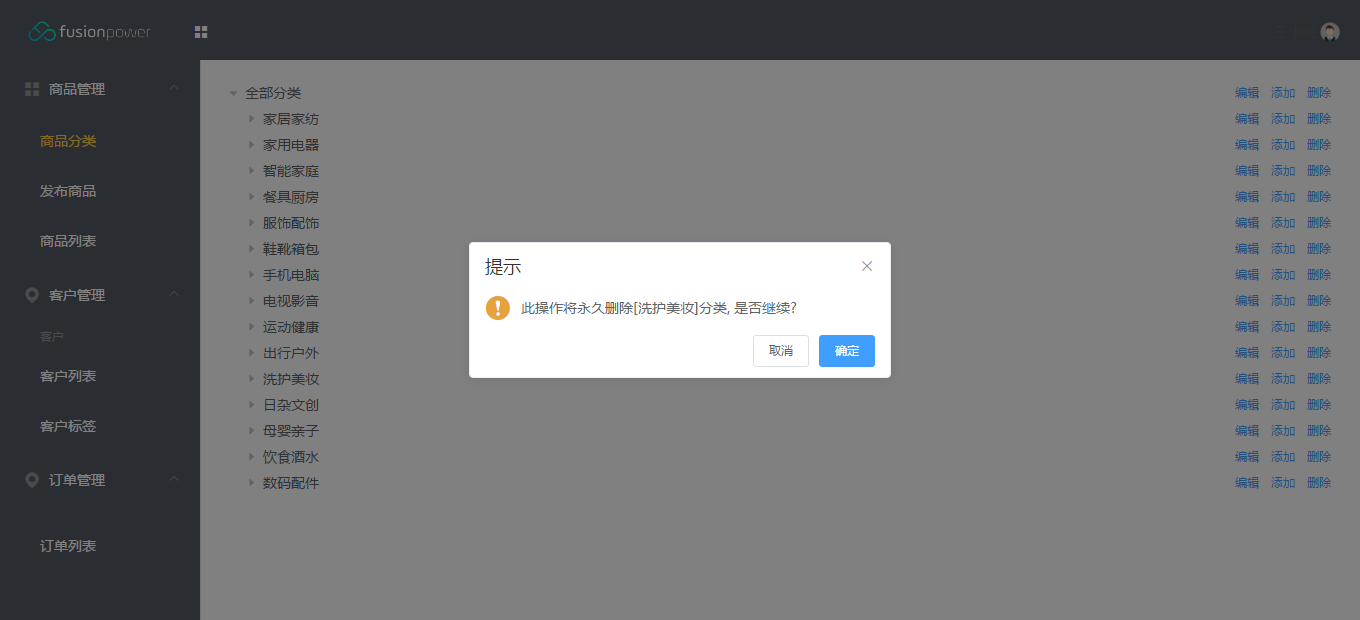 fusionpower
商品管理
商品分类
发布商品
商品列表
客户管理
客户
客户列表
客户标签
订单管理
订单列表
全部分类 编辑 添加 删除
家居家纺 编辑 添加 删除
家用电器 编辑 添加 删除
智能家庭 编辑 添加 删除
餐具厨房 编辑 添加 删除
服饰配饰 编辑 添加 删除
鞋靴箱包 编辑 添加 删除
手机电脑 编辑 添加 删除
电视影音 编辑 添加 删除
运动健康 编辑 添加 删除
出行户外 编辑 添加 删除
洗护美妆 编辑 添加 删除
日杂文创 编辑 添加 删除
母婴亲子 编辑 添加 删除
饮食酒水 编辑 添加 删除
数码配件 编辑 添加 删除
提示
此操作将永久删除[洗护美妆]分类, 是否继续?
取消 确定